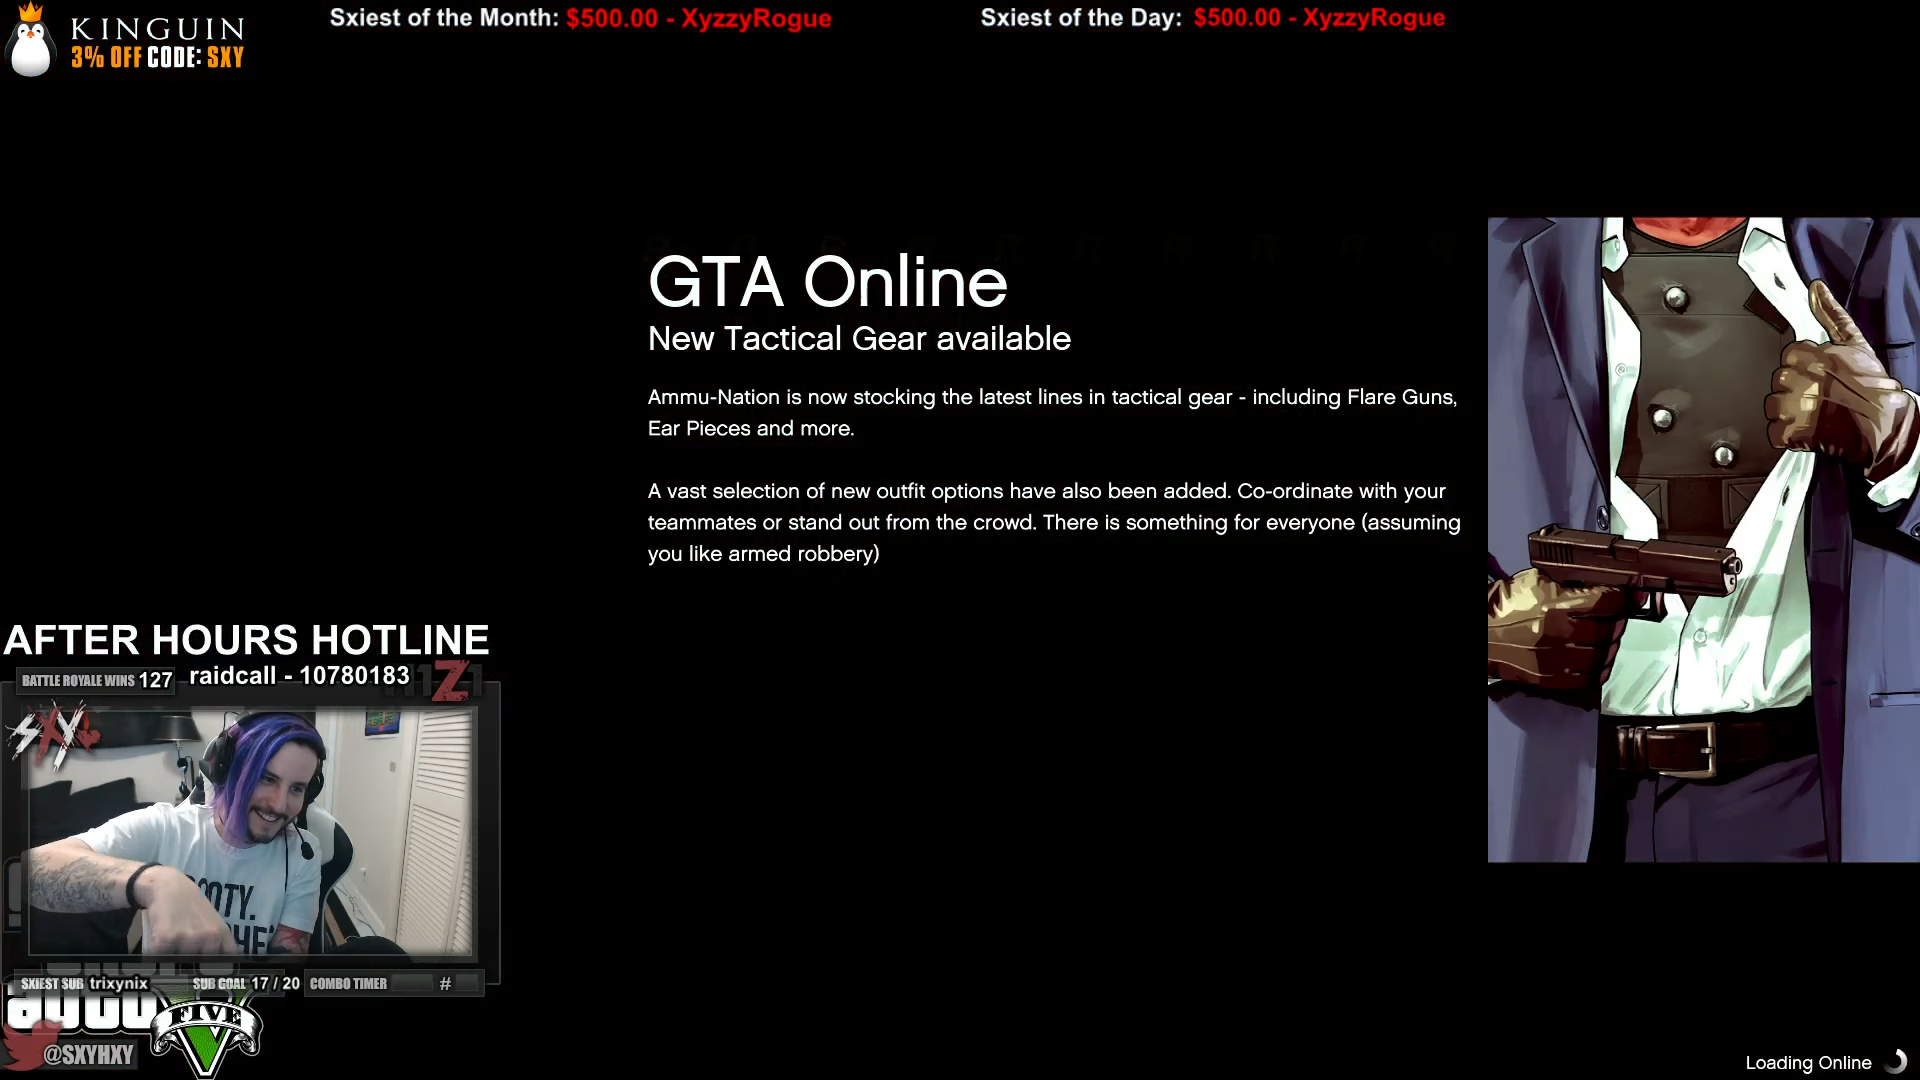 KINGUIN
3% OFF CODE: SXY
Sxiest of the Month: $500.00 - XyzzyRogue
Sxiest of the Day: $500.00 - XyzzyRogue
GTA Online
New Tactical Gear available
Ammu-Nation is now stocking the latest lines in tactical gear - including Flare Guns,
Ear Pieces and more.
A vast selection of new outfit options have also been added. Co-ordinate with your
teammates or stand out from the crowd. There is something for everyone (assuming
you like armed robbery)
AFTER HOURS HOTLINE
BATTLE ROYALE WINS 127
raidcall - 10780183
H1Z1
SXY
SXIEST SUB trixynix
SUB GOAL 17 / 20
COMBO TIMER
#
auto
FIVE
V
@SXYHXY
Loading Online